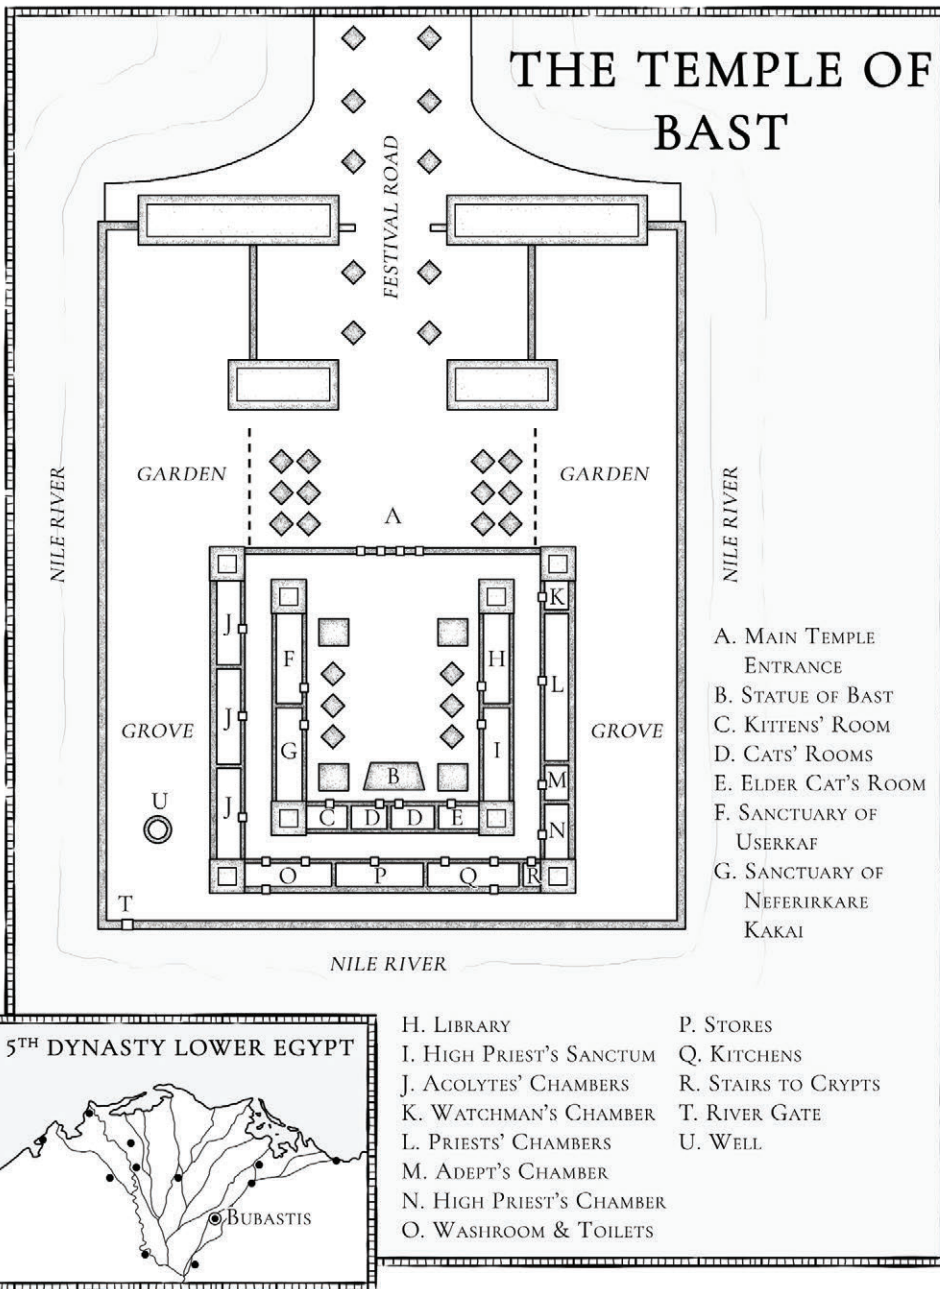 THE TEMPLE OF
BAST
FESTIVAL ROAD
GARDEN
GARDEN
NILE RIVER
NILE RIVER
A
K
J
F
H
L
J
GROVE
GROVE
G
I
B
M
J
U
C
D
D
E
N
O
P
Q
R
T
NILE RIVER
A. MAIN TEMPLE
ENTRANCE
B. STATUE OF BAST
C. KITTENS' ROOM
D. CATS' ROOMS
E. ELDER CAT'S ROOM
F. SANCTUARY OF
USERKAF
G. SANCTUARY OF
NEFERIRKARE
KAKAI
H. LIBRARY
I. HIGH PRIEST'S SANCTUM
J. ACOLYTES' CHAMBERS
K. WATCHMAN'S CHAMBER
L. PRIESTS' CHAMBERS
M. ADEPT'S CHAMBER
N. HIGH PRIEST'S CHAMBER
O. WASHROOM & TOILETS
P. STORES
Q. KITCHENS
R. STAIRS TO CRYPTS
T. RIVER GATE
U. WELL
5TH DYNASTY LOWER EGYPT
BUBASTIS